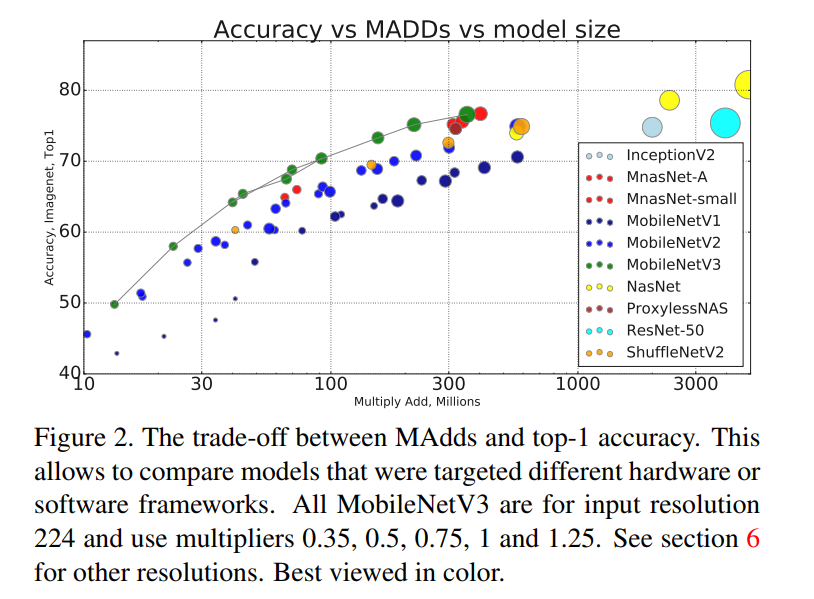 Accuracy vs MADDs vs model size
Accuracy, Imagenet, Top1
80
70
60
50
40
10
30
100
300
1000
3000
Multiply Add, Millions
InceptionV2
MnasNet-A
MnasNet-small
MobileNetV1
MobileNetV2
MobileNetV3
NasNet
ProxylessNAS
ResNet-50
ShuffleNetV2
Figure 2. The trade-off between MAdds and top-1 accuracy. This
allows to compare models that were targeted different hardware or
software frameworks. All MobileNetV3 are for input resolution
224 and use multipliers 0.35, 0.5, 0.75, 1 and 1.25. See section 6
for other resolutions. Best viewed in color.